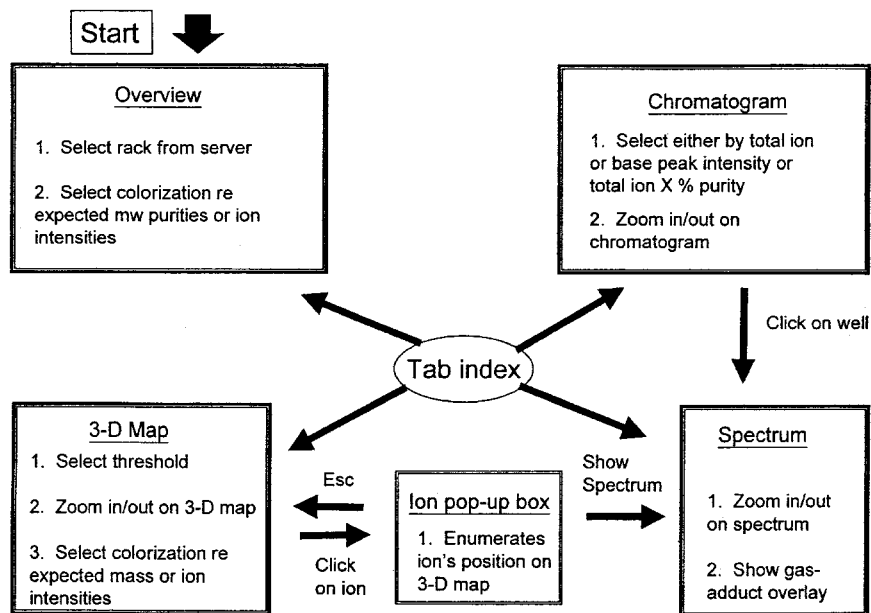 Start
Overview
1. Select rack from server
2. Select colorization re
expected mw purities or ion
intensities
Chromatogram
1. Select either by total ion
or base peak intensity or
total ion X % purity
2. Zoom in/out on
chromatogram
Click on well
Tab index
3-D Map
1. Select threshold
2. Zoom in/out on 3-D map
3. Select colorization re
expected mass or ion
intensities
Esc
Click
on ion
Ion pop-up box
1. Enumerates
ion's position on
3-D map
Show
Spectrum
Spectrum
1. Zoom in/out
on spectrum
2. Show gas-
adduct overlay